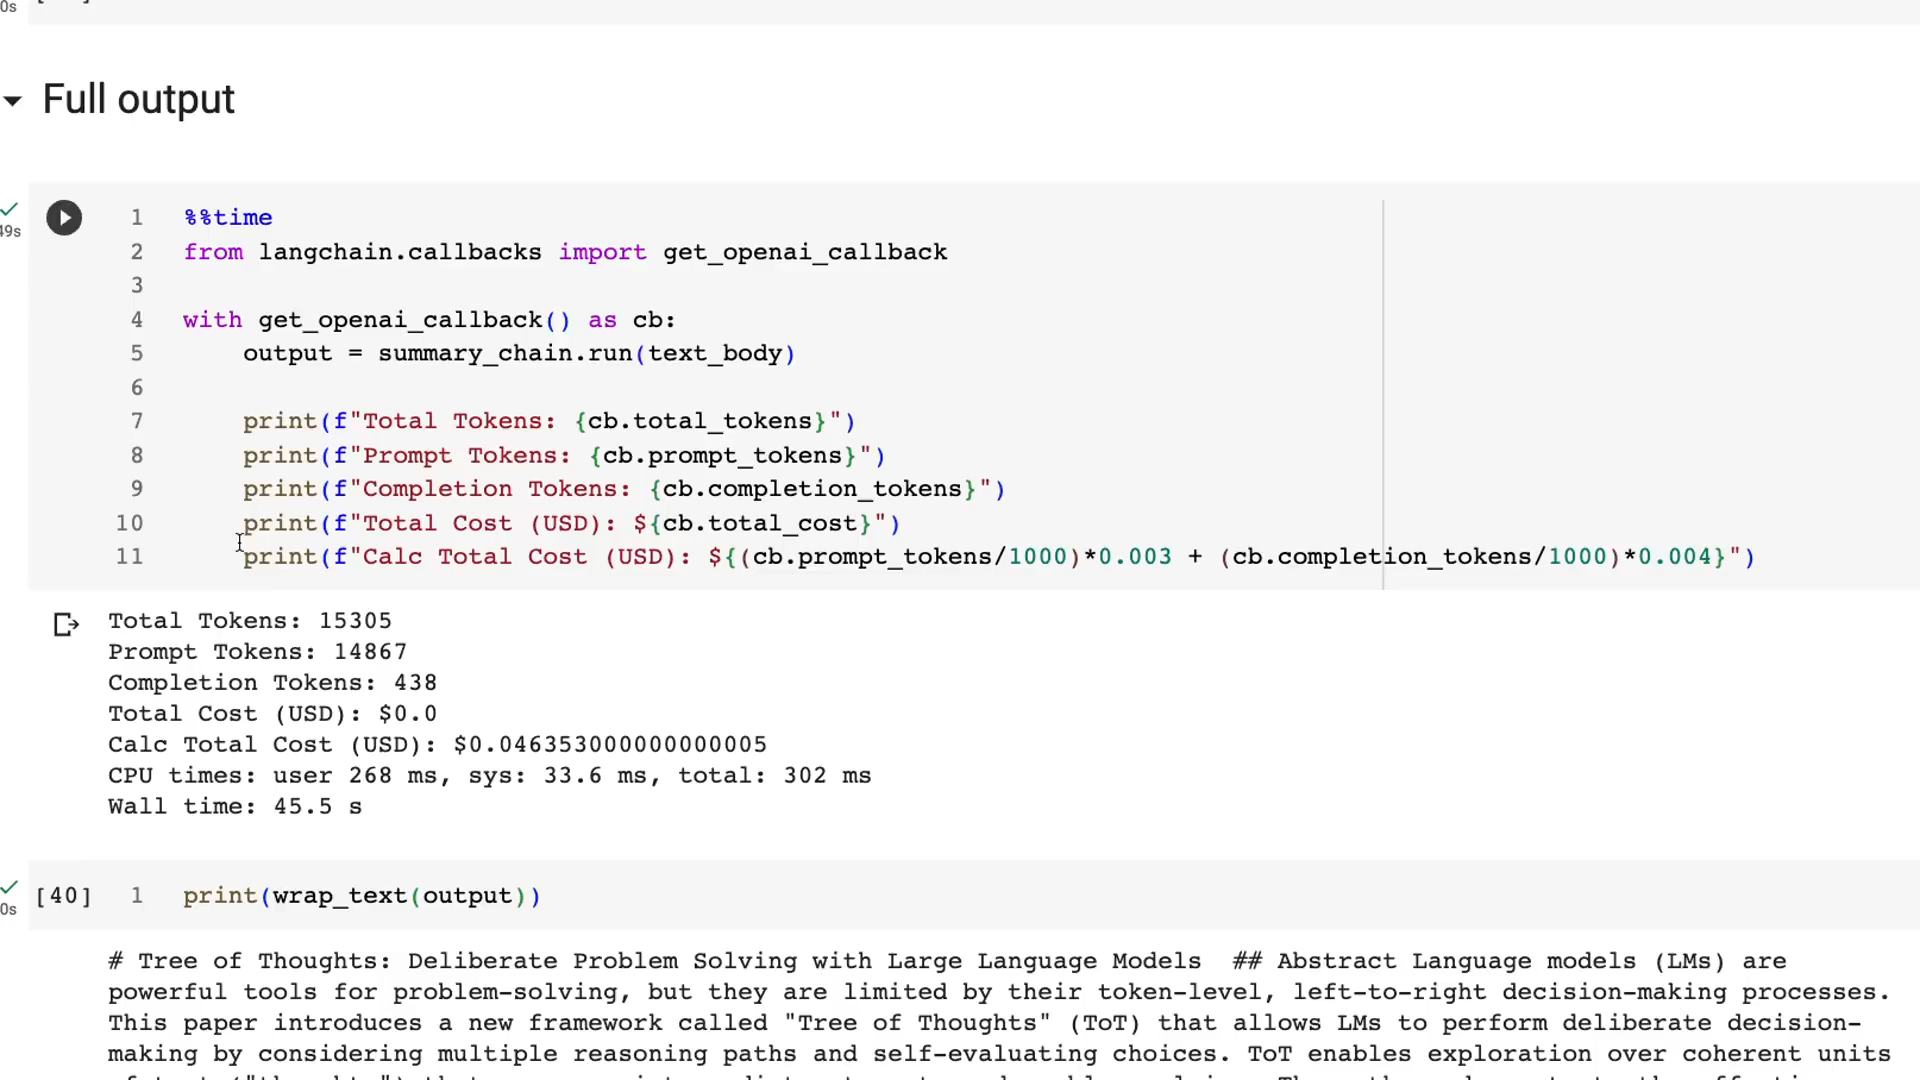 0s
Full output
49s
1 %%time
2 from langchain.callbacks import get_openai_callback
3
4 with get_openai_callback() as cb:
5 output = summary_chain.run(text_body)
6
7 print(f"Total Tokens: {cb.total_tokens}")
8 print(f"Prompt Tokens: {cb.prompt_tokens}")
9 print(f"Completion Tokens: {cb.completion_tokens}")
10 print(f"Total Cost (USD): ${cb.total_cost}")
11 print(f"Calc Total Cost (USD): ${(cb.prompt_tokens/1000)*0.003 + (cb.completion_tokens/1000)*0.004}")
Total Tokens: 15305
Prompt Tokens: 14867
Completion Tokens: 438
Total Cost (USD): $0.0
Calc Total Cost (USD): $0.046353000000000005
CPU times: user 268 ms, sys: 33.6 ms, total: 302 ms
Wall time: 45.5 s
0s
[40] 1 print(wrap_text(output))
# Tree of Thoughts: Deliberate Problem Solving with Large Language Models ## Abstract Language models (LMs) are
powerful tools for problem-solving, but they are limited by their token-level, left-to-right decision-making processes.
This paper introduces a new framework called "Tree of Thoughts" (ToT) that allows LMs to perform deliberate decision-
making by considering multiple reasoning paths and self-evaluating choices. ToT enables exploration over coherent units